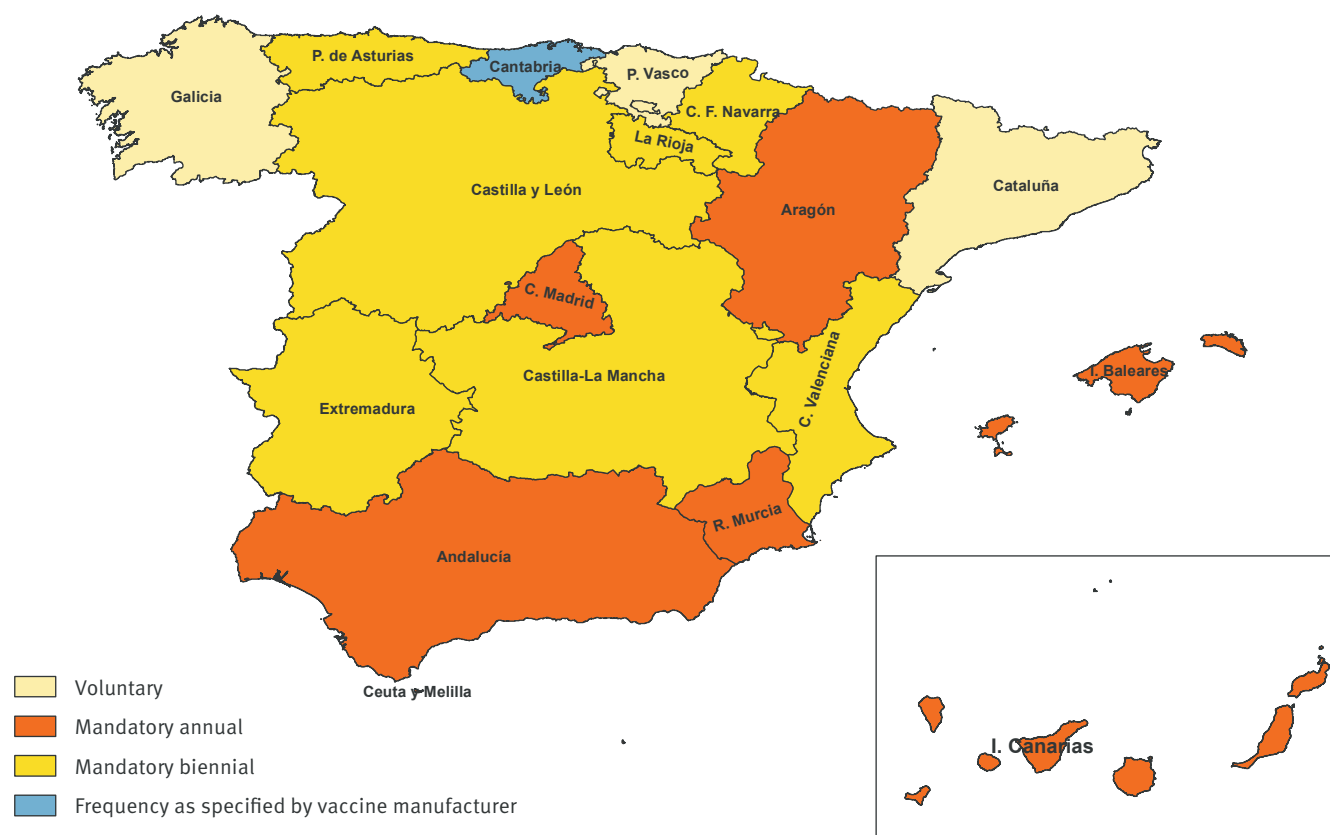 P. de Asturias
Cantabria
P. Vasco
Galicia
C. F. Navarra
La Rioja
Castilla y León
Cataluña
Aragón
C. Madrid
I. Baleares
Castilla-La Mancha
C. Valenciana
Extremadura
R. Murcia
Andalucía
Ceuta y Melilla
I. Canarias
Voluntary
Mandatory annual
Mandatory biennial
Frequency as specified by vaccine manufacturer